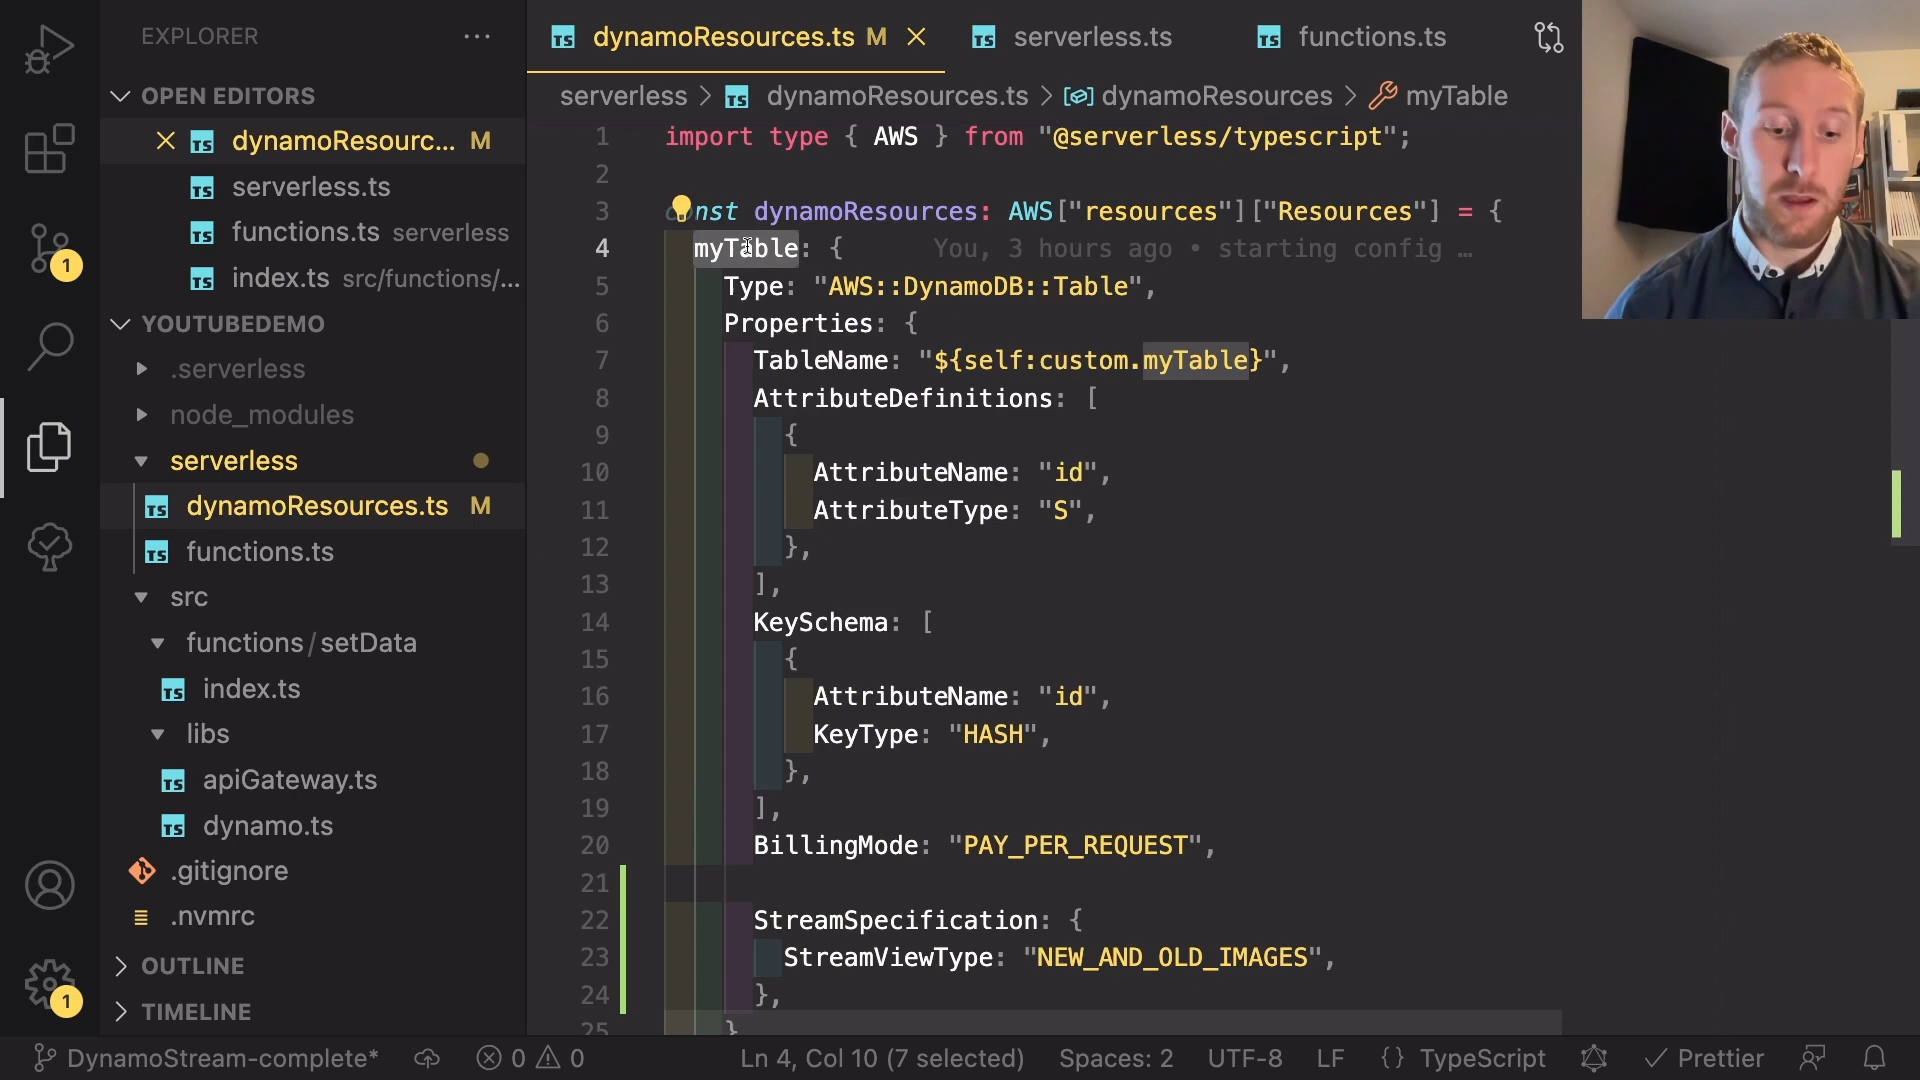 EXPLORER
OPEN EDITORS
dynamoResourc... M
serverless.ts
functions.ts serverless
index.ts src/functions/...
YOUTUBEDEMO
.serverless
node_modules
serverless
dynamoResources.ts M
functions.ts
src
functions/setData
index.ts
libs
apiGateway.ts
dynamo.ts
.gitignore
.nvmrc
OUTLINE
TIMELINE
1
1
dynamoResources.ts M
serverless.ts
functions.ts
serverless > dynamoResources.ts > dynamoResources > myTable
1 import type { AWS } from "@serverless/typescript";
2
3 const dynamoResources: AWS["resources"]["Resources"] = {
4 myTable: { You, 3 hours ago • starting config …
5 Type: "AWS::DynamoDB::Table",
6 Properties: {
7 TableName: "${self:custom.myTable}",
8 AttributeDefinitions: [
9 {
10 AttributeName: "id",
11 AttributeType: "S",
12 },
13 ],
14 KeySchema: [
15 {
16 AttributeName: "id",
17 KeyType: "HASH",
18 },
19 ],
20 BillingMode: "PAY_PER_REQUEST",
21
22 StreamSpecification: {
23 StreamViewType: "NEW_AND_OLD_IMAGES",
24 },
25 }
DynamoStream-complete* 0 0 Ln 4, Col 10 (7 selected) Spaces: 2 UTF-8 LF {} TypeScript Prettier